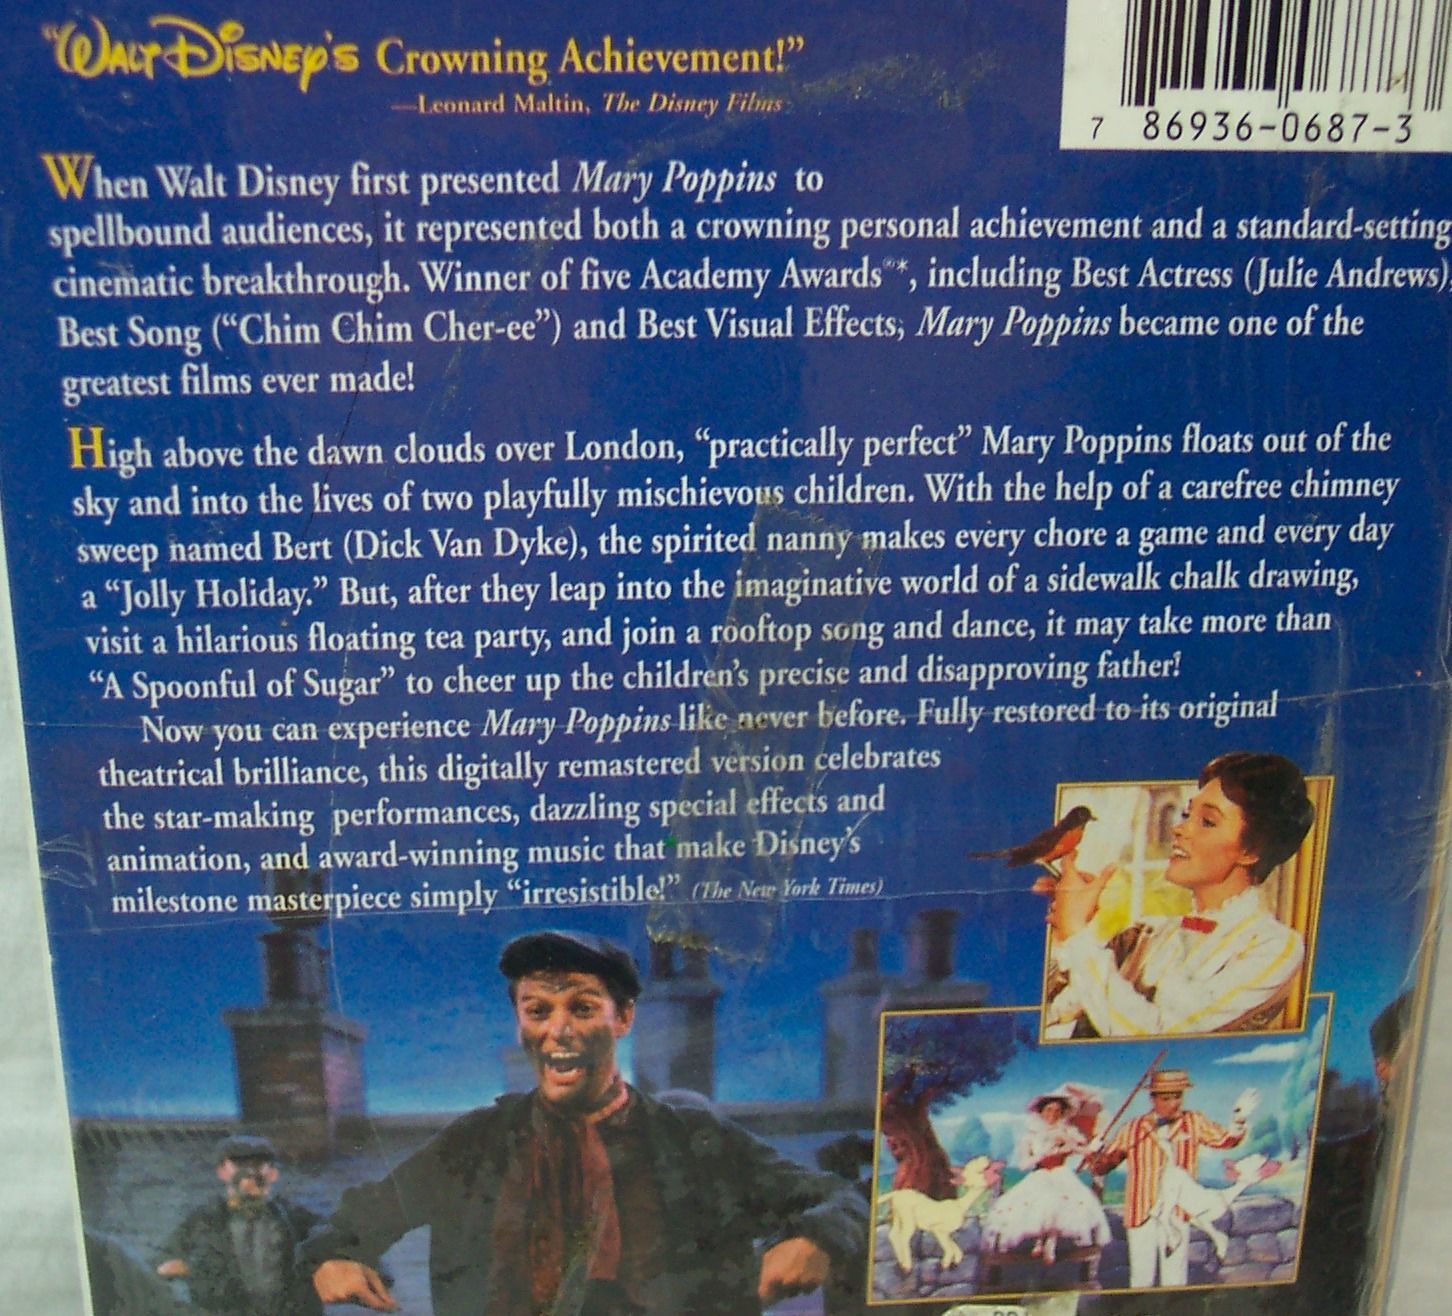 "Walt Disney's Crowning Achievement!"
—Leonard Maltin, The Disney Films
7 86936-0687-3
When Walt Disney first presented Mary Poppins to
spellbound audiences, it represented both a crowning personal achievement and a standard-setting
cinematic breakthrough. Winner of five Academy Awards®*, including Best Actress (Julie Andrews),
Best Song ("Chim Chim Cher-ee") and Best Visual Effects, Mary Poppins became one of the
greatest films ever made!
High above the dawn clouds over London, "practically perfect" Mary Poppins floats out of the
sky and into the lives of two playfully mischievous children. With the help of a carefree chimney
sweep named Bert (Dick Van Dyke), the spirited nanny makes every chore a game and every day
a "Jolly Holiday." But, after they leap into the imaginative world of a sidewalk chalk drawing,
visit a hilarious floating tea party, and join a rooftop song and dance, it may take more than
"A Spoonful of Sugar" to cheer up the children's precise and disapproving father!
Now you can experience Mary Poppins like never before. Fully restored to its original
theatrical brilliance, this digitally remastered version celebrates
the star-making performances, dazzling special effects and
animation, and award-winning music that make Disney's
milestone masterpiece simply "irresistible!" (The New York Times)